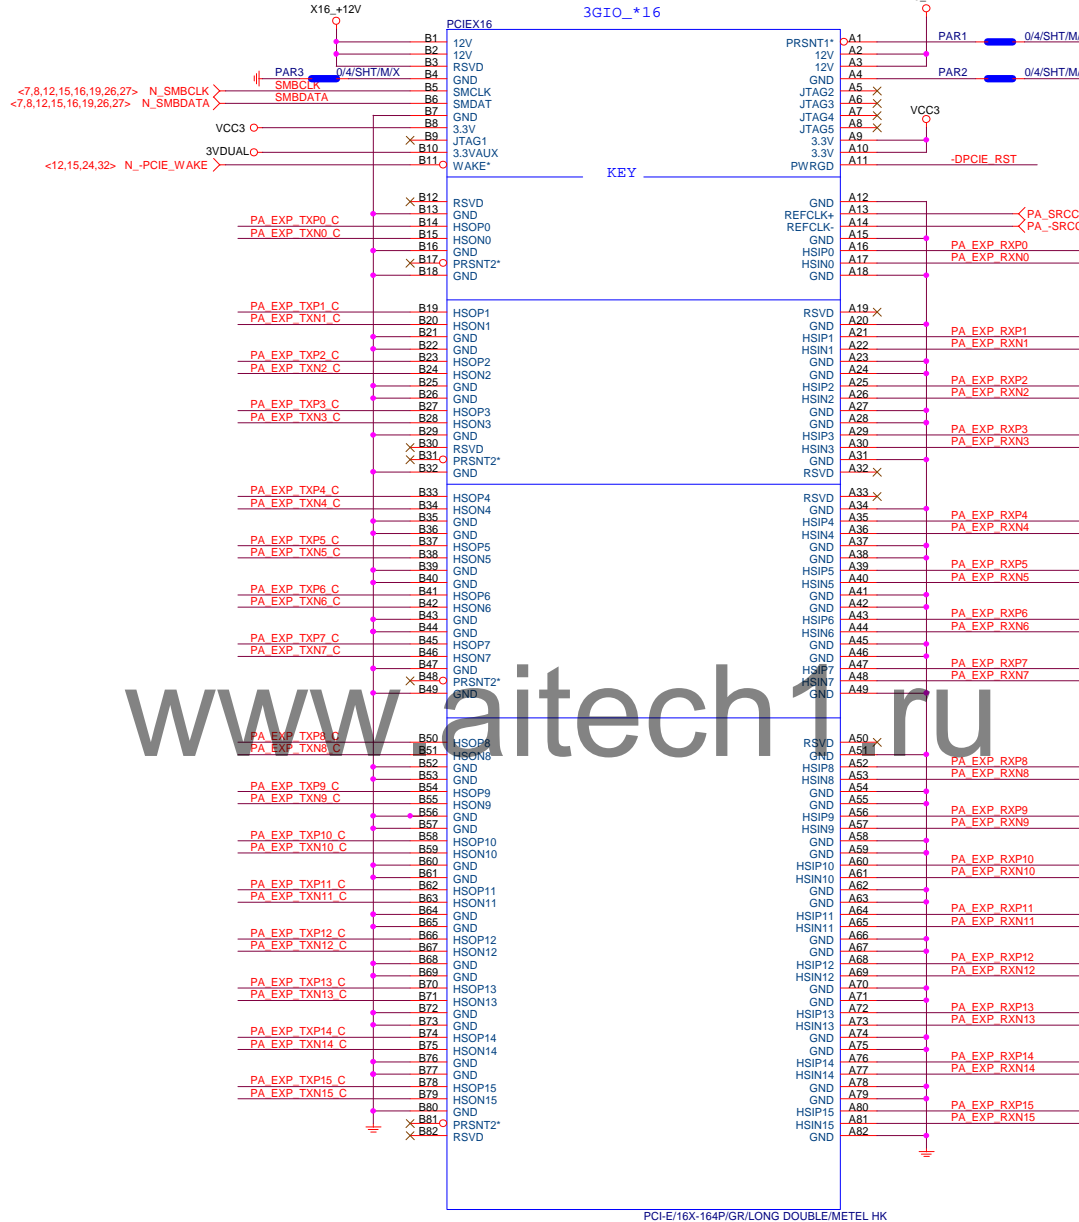 X16_+12V
3GIO_*16
PCIEX16
B1 12V PRSNT1* A1 PAR1 0/4/SHT/M/
B2 12V 12V A2
B3 RSVD 12V A3
PAR3 0/4/SHT/M/X B4 GND GND A4 PAR2 0/4/SHT/M/
<7,8,12,15,16,19,26,27> N_SMBCLK SMBCLK B5 SMCLK JTAG2 A5
<7,8,12,15,16,19,26,27> N_SMBDATA SMBDATA B6 SMDAT JTAG3 A6
B7 GND JTAG4 A7 VCC3
VCC3 B8 3.3V JTAG5 A8
B9 JTAG1 3.3V A9
3VDUAL B10 3.3VAUX 3.3V A10
<12,15,24,32> N_-PCIE_WAKE B11 WAKE* PWRGD A11 -DPCIE_RST
KEY
B12 RSVD GND A12
B13 GND REFCLK+ A13 PA_SRCC
PA_EXP_TXP0_C B14 HSOP0 REFCLK- A14 PA_-SRCC
PA_EXP_TXN0_C B15 HSON0 GND A15
B16 GND HSIP0 A16 PA_EXP_RXP0
B17 PRSNT2* HSIN0 A17 PA_EXP_RXN0
B18 GND GND A18
PA_EXP_TXP1_C B19 HSOP1 RSVD A19
PA_EXP_TXN1_C B20 HSON1 GND A20
B21 GND HSIP1 A21 PA_EXP_RXP1
B22 GND HSIN1 A22 PA_EXP_RXN1
PA_EXP_TXP2_C B23 HSOP2 GND A23
PA_EXP_TXN2_C B24 HSON2 GND A24
B25 GND HSIP2 A25 PA_EXP_RXP2
B26 GND HSIN2 A26 PA_EXP_RXN2
PA_EXP_TXP3_C B27 HSOP3 GND A27
PA_EXP_TXN3_C B28 HSON3 GND A28
B29 GND HSIP3 A29 PA_EXP_RXP3
B30 RSVD HSIN3 A30 PA_EXP_RXN3
B31 PRSNT2* GND A31
B32 GND RSVD A32
PA_EXP_TXP4_C B33 HSOP4 RSVD A33
PA_EXP_TXN4_C B34 HSON4 GND A34
B35 GND HSIP4 A35 PA_EXP_RXP4
B36 GND HSIN4 A36 PA_EXP_RXN4
PA_EXP_TXP5_C B37 HSOP5 GND A37
PA_EXP_TXN5_C B38 HSON5 GND A38
B39 GND HSIP5 A39 PA_EXP_RXP5
B40 GND HSIN5 A40 PA_EXP_RXN5
PA_EXP_TXP6_C B41 HSOP6 GND A41
PA_EXP_TXN6_C B42 HSON6 GND A42
B43 GND HSIP6 A43 PA_EXP_RXP6
B44 GND HSIN6 A44 PA_EXP_RXN6
PA_EXP_TXP7_C B45 HSOP7 GND A45
PA_EXP_TXN7_C B46 HSON7 GND A46
B47 GND HSIP7 A47 PA_EXP_RXP7
B48 PRSNT2* HSIN7 A48 PA_EXP_RXN7
B49 GND GND A49
www.aitech1.ru
PA_EXP_TXP8_C B50 HSOP8 RSVD A50
PA_EXP_TXN8_C B51 HSON8 GND A51
B52 GND HSIP8 A52 PA_EXP_RXP8
B53 GND HSIN8 A53 PA_EXP_RXN8
PA_EXP_TXP9_C B54 HSOP9 GND A54
PA_EXP_TXN9_C B55 HSON9 GND A55
B56 GND HSIP9 A56 PA_EXP_RXP9
B57 GND HSIN9 A57 PA_EXP_RXN9
PA_EXP_TXP10_C B58 HSOP10 GND A58
PA_EXP_TXN10_C B59 HSON10 GND A59
B60 GND HSIP10 A60 PA_EXP_RXP10
B61 GND HSIN10 A61 PA_EXP_RXN10
PA_EXP_TXP11_C B62 HSOP11 GND A62
PA_EXP_TXN11_C B63 HSON11 GND A63
B64 GND HSIP11 A64 PA_EXP_RXP11
B65 GND HSIN11 A65 PA_EXP_RXN11
PA_EXP_TXP12_C B66 HSOP12 GND A66
PA_EXP_TXN12_C B67 HSON12 GND A67
B68 GND HSIP12 A68 PA_EXP_RXP12
B69 GND HSIN12 A69 PA_EXP_RXN12
PA_EXP_TXP13_C B70 HSOP13 GND A70
PA_EXP_TXN13_C B71 HSON13 GND A71
B72 GND HSIP13 A72 PA_EXP_RXP13
B73 GND HSIN13 A73 PA_EXP_RXN13
PA_EXP_TXP14_C B74 HSOP14 GND A74
PA_EXP_TXN14_C B75 HSON14 GND A75
B76 GND HSIP14 A76 PA_EXP_RXP14
B77 GND HSIN14 A77 PA_EXP_RXN14
PA_EXP_TXP15_C B78 HSOP15 GND A78
PA_EXP_TXN15_C B79 HSON15 GND A79
B80 GND HSIP15 A80 PA_EXP_RXP15
B81 PRSNT2* HSIN15 A81 PA_EXP_RXN15
B82 RSVD GND A82
PCI-E/16X-164P/GR/LONG DOUBLE/METEL HK